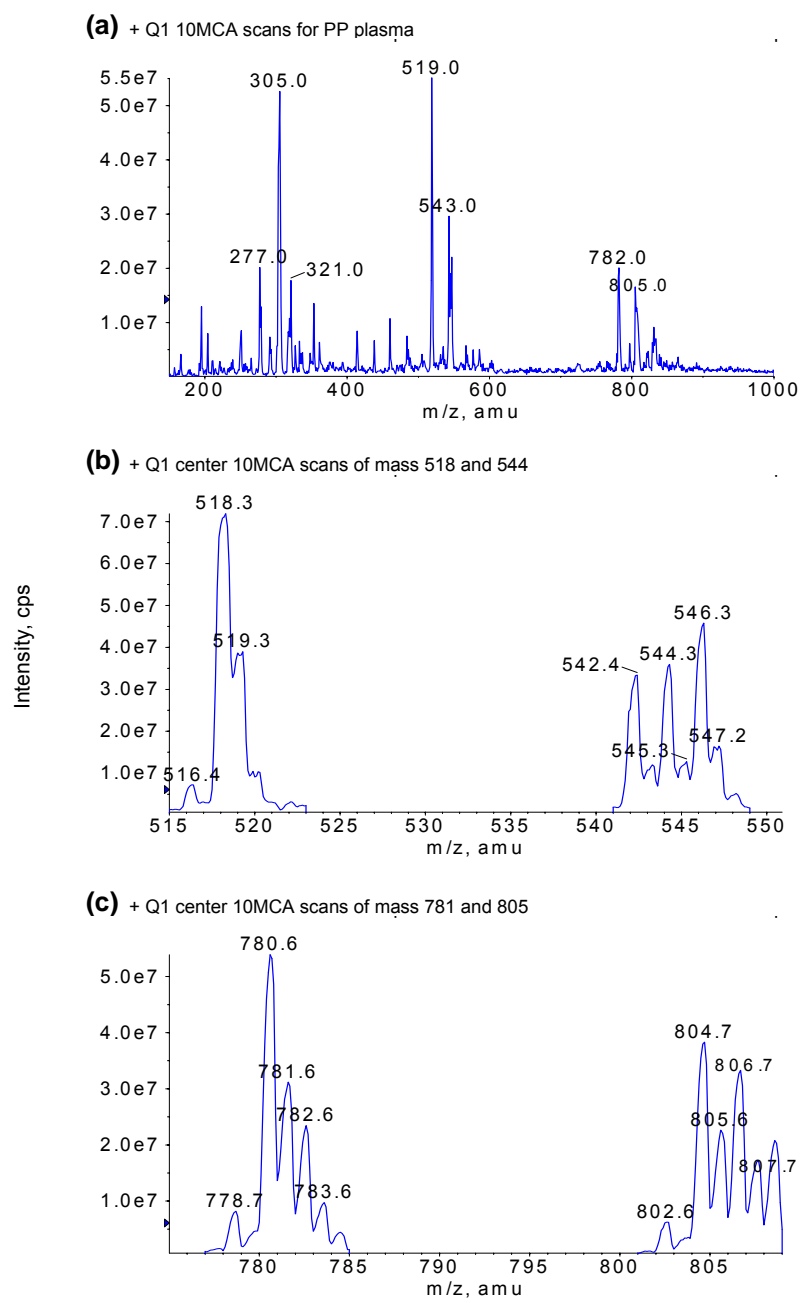 (a) + Q1 10MCA scans for PP plasma
5.5e7
5.0e7
4.0e7
3.0e7
2.0e7
1.0e7
305.0
519.0
543.0
277.0
321.0
782.0
805.0
200 400 600 800 1000
m/z, amu
(b) + Q1 center 10MCA scans of mass 518 and 544
7.0e7
6.0e7
5.0e7
4.0e7
3.0e7
2.0e7
1.0e7
518.3
519.3
516.4
542.4
544.3
546.3
545.3
547.2
515 520 525 530 535 540 545 550
m/z, amu
Intensity, cps
(c) + Q1 center 10MCA scans of mass 781 and 805
5.0e7
4.0e7
3.0e7
2.0e7
1.0e7
780.6
781.6
782.6
778.7
783.6
804.7
806.7
805.6
807.7
802.6
780 785 790 795 800 805
m/z, amu